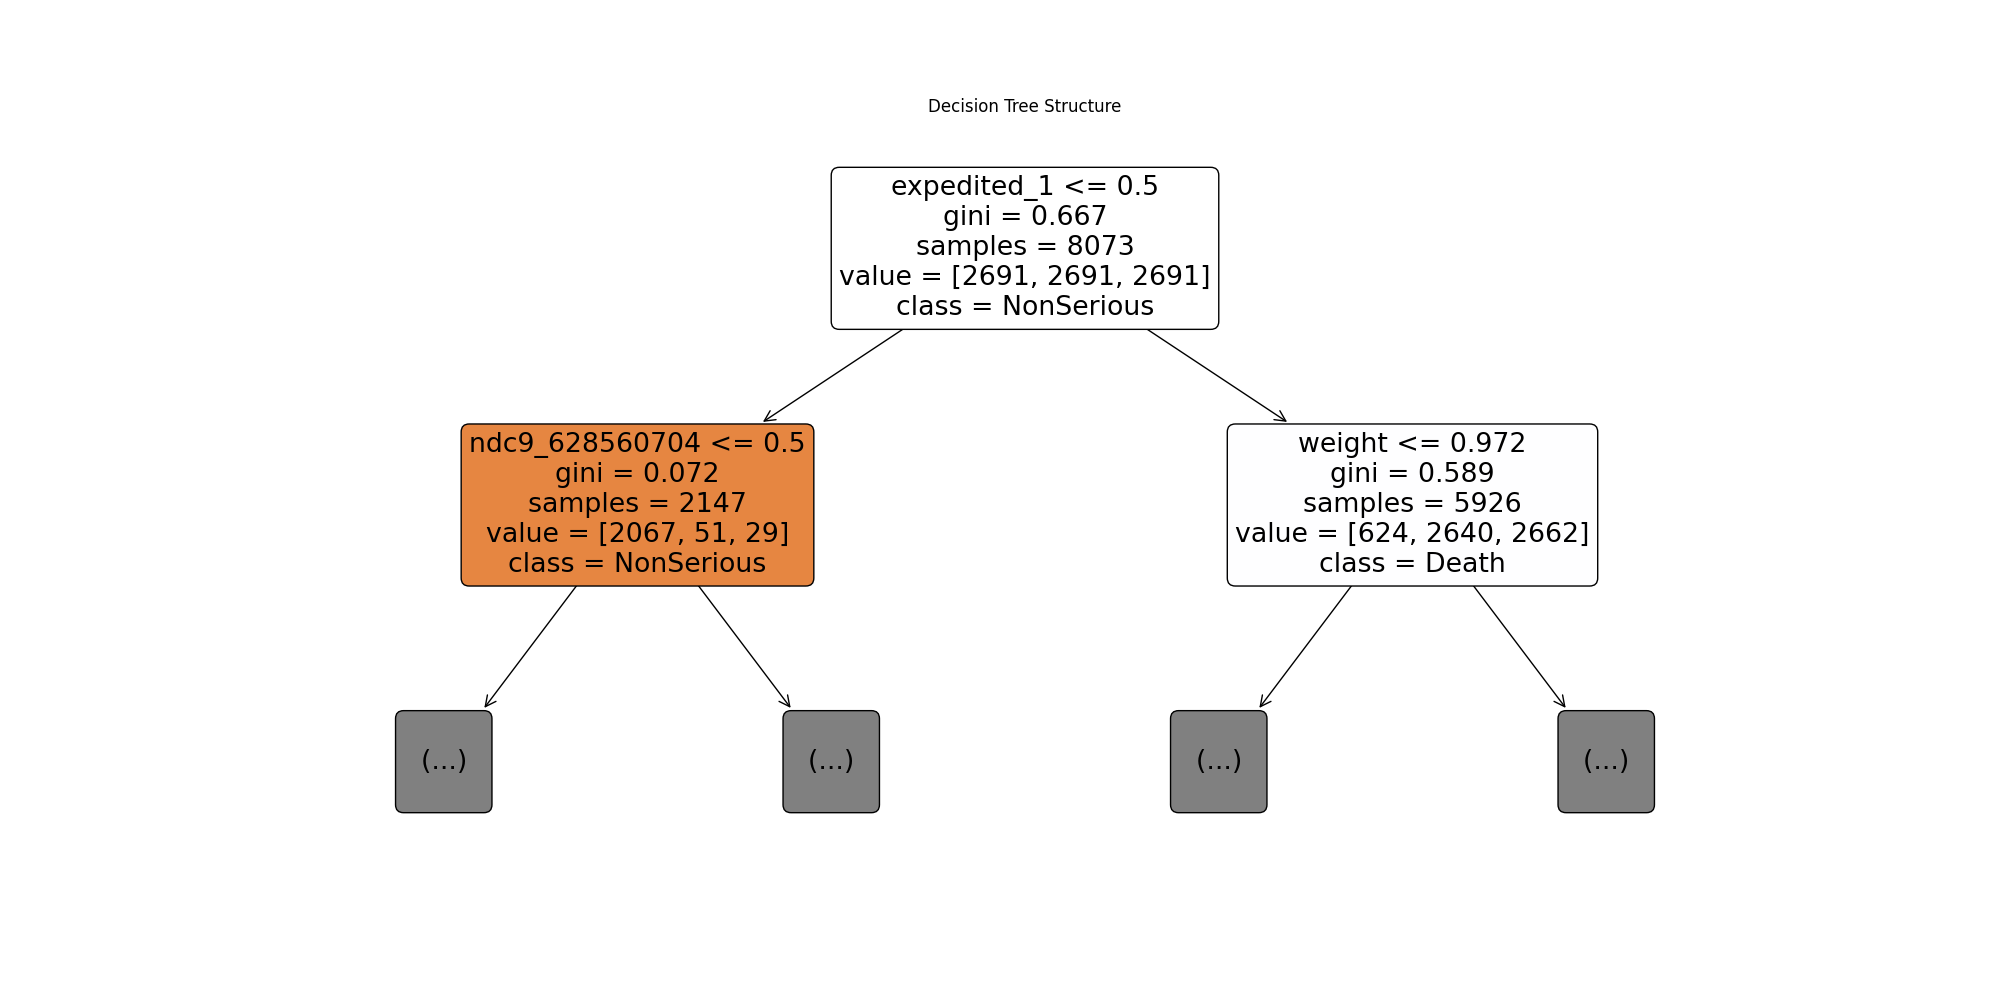 Decision Tree Structure
expedited_1 <= 0.5
gini = 0.667
samples = 8073
value = [2691, 2691, 2691]
class = NonSerious
ndc9_628560704 <= 0.5
gini = 0.072
samples = 2147
value = [2067, 51, 29]
class = NonSerious
weight <= 0.972
gini = 0.589
samples = 5926
value = [624, 2640, 2662]
class = Death
(...)
(...)
(...)
(...)